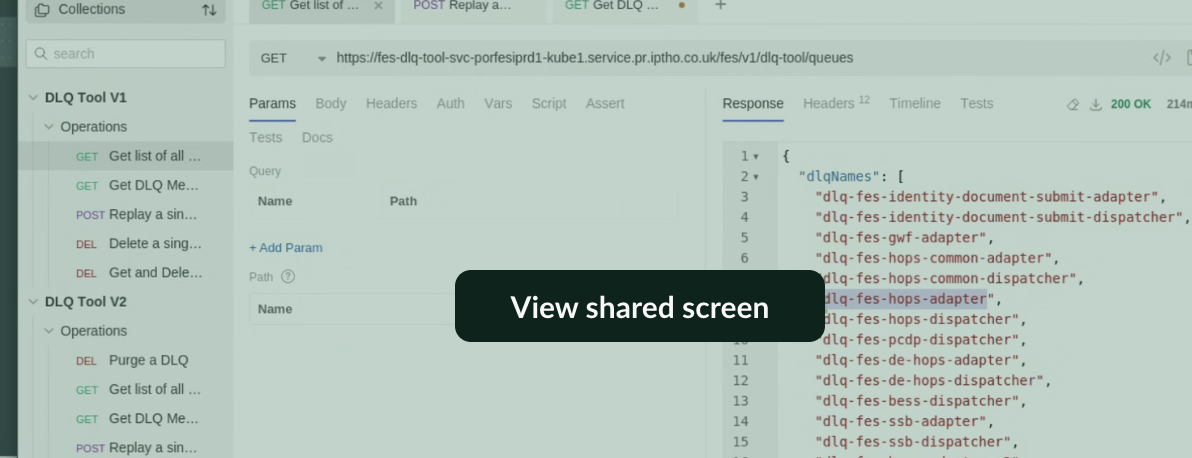 Collections
GET Get list of ...
POST Replay a...
GET Get DLQ ...
search
GET
https://fes-dlq-tool-svc-porfesiprd1-kube1.service.pr.iptho.co.uk/fes/v1/dlq-tool/queues
DLQ Tool V1
Operations
GET Get list of all ...
GET Get DLQ Me...
POST Replay a sin...
DEL Delete a sing...
DEL Get and Dele...
DLQ Tool V2
Operations
DEL Purge a DLQ
GET Get list of all ...
GET Get DLQ Me...
POST Replay a sin...
Params Body Headers Auth Vars Script Assert
Tests Docs
Query
Name Path
+ Add Param
Path ?
Name
View shared screen
Response Headers 12 Timeline Tests 200 OK
1 {
2 "dlqNames": [
3 "dlq-fes-identity-document-submit-adapter",
4 "dlq-fes-identity-document-submit-dispatcher",
5 "dlq-fes-gwf-adapter",
6 "dlq-fes-hops-common-adapter",
dlq-fes-hops-common-dispatcher",
dlq-fes-hops-adapter",
"dlq-fes-hops-dispatcher",
"dlq-fes-pcdp-dispatcher",
11 "dlq-fes-de-hops-adapter",
12 "dlq-fes-de-hops-dispatcher",
13 "dlq-fes-bess-dispatcher",
14 "dlq-fes-ssb-adapter",
15 "dlq-fes-ssb-dispatcher",